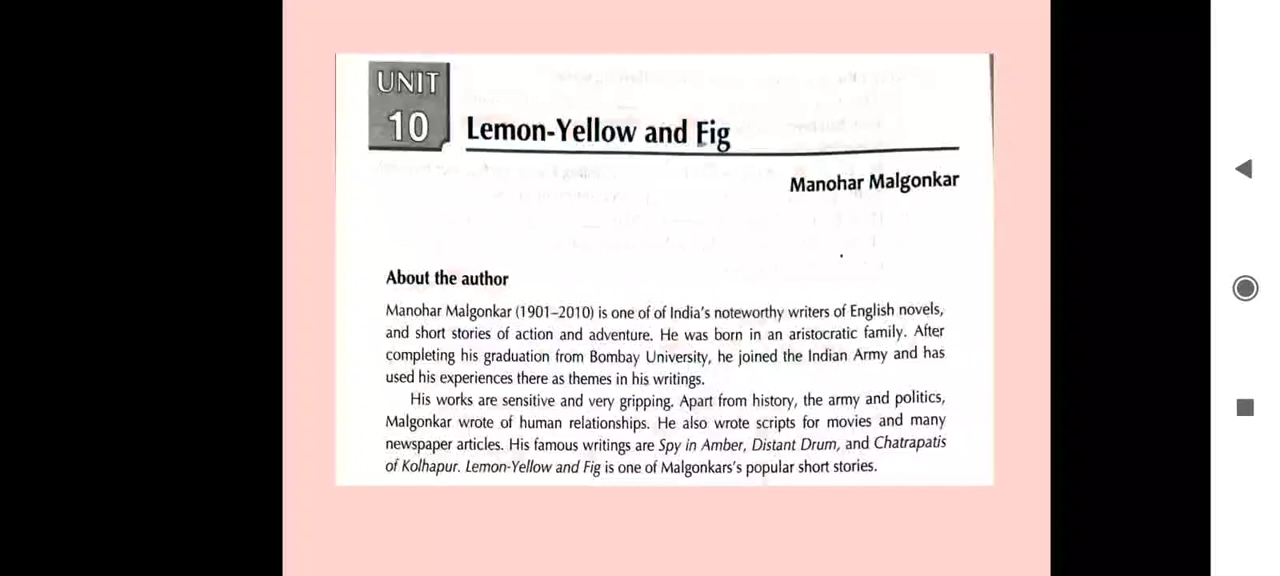 UNIT
10
Lemon-Yellow and Fig
Manohar Malgonkar
About the author
Manohar Malgonkar (1901–2010) is one of of India's noteworthy writers of English novels,
and short stories of action and adventure. He was born in an aristocratic family. After
completing his graduation from Bombay University, he joined the Indian Army and has
used his experiences there as themes in his writings.
His works are sensitive and very gripping. Apart from history, the army and politics,
Malgonkar wrote of human relationships. He also wrote scripts for movies and many
newspaper articles. His famous writings are Spy in Amber, Distant Drum, and Chatrapatis
of Kolhapur. Lemon-Yellow and Fig is one of Malgonkars's popular short stories.